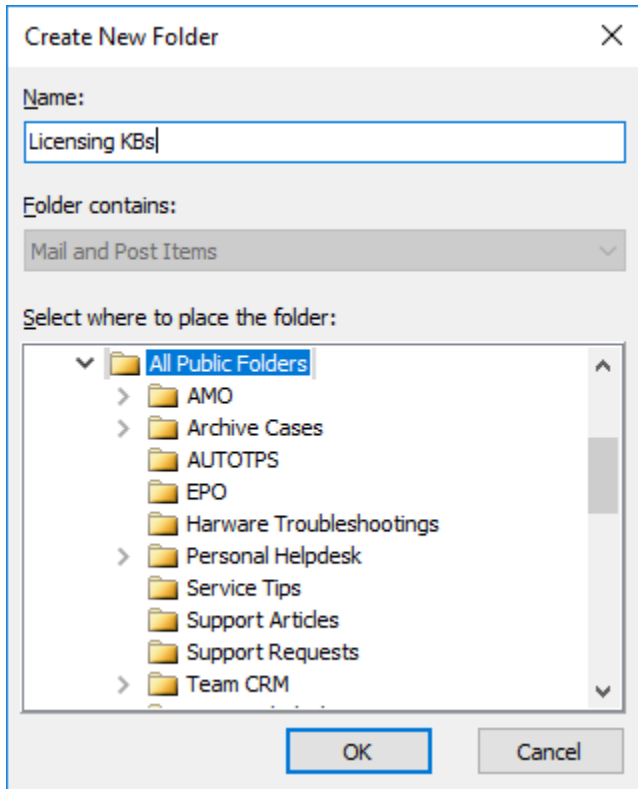 Create New Folder
Name:
Licensing KBs
Folder contains:
Mail and Post Items
Select where to place the folder:
All Public Folders
AMO
Archive Cases
AUTOTPS
EPO
Harware Troubleshootings
Personal Helpdesk
Service Tips
Support Articles
Support Requests
Team CRM
OK Cancel